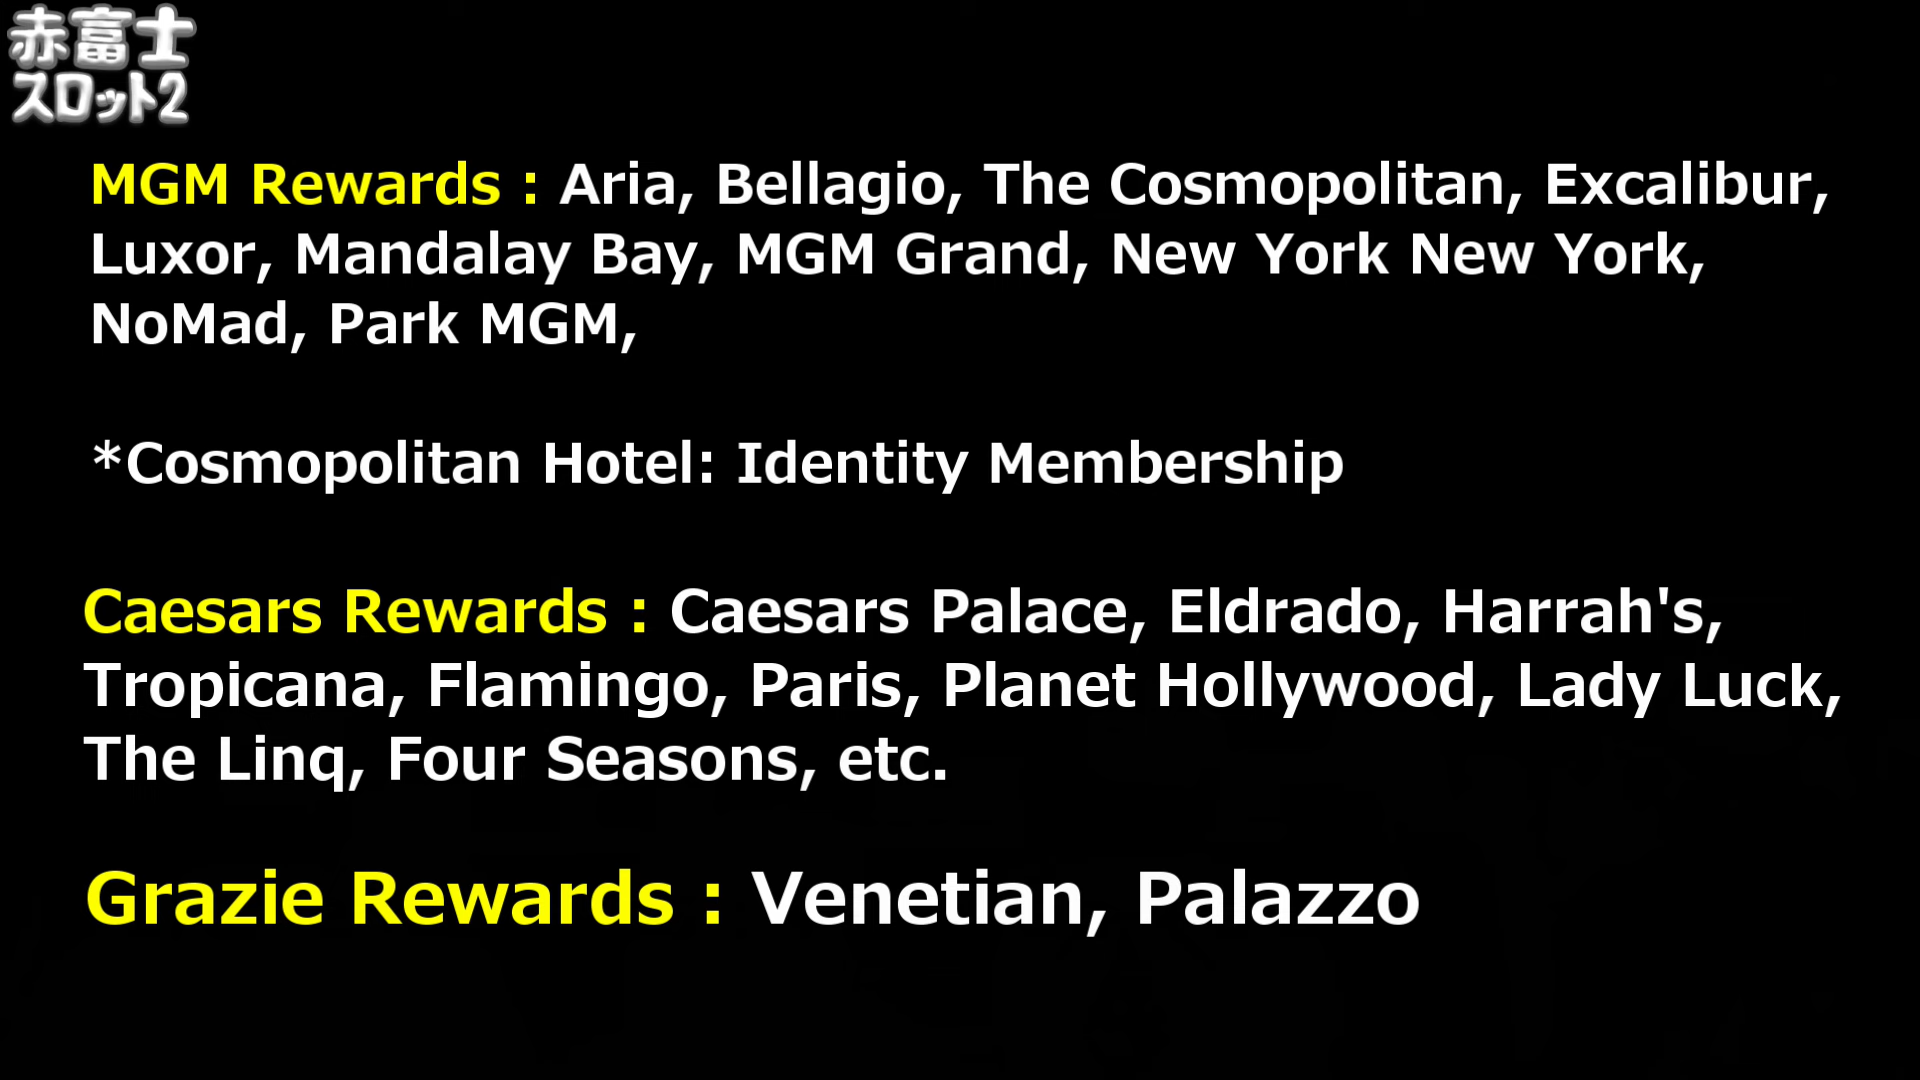 赤富士
スロット2
MGM Rewards : Aria, Bellagio, The Cosmopolitan, Excalibur,
Luxor, Mandalay Bay, MGM Grand, New York New York,
NoMad, Park MGM,
*Cosmopolitan Hotel: Identity Membership
Caesars Rewards : Caesars Palace, Eldrado, Harrah's,
Tropicana, Flamingo, Paris, Planet Hollywood, Lady Luck,
The Linq, Four Seasons, etc.
Grazie Rewards : Venetian, Palazzo